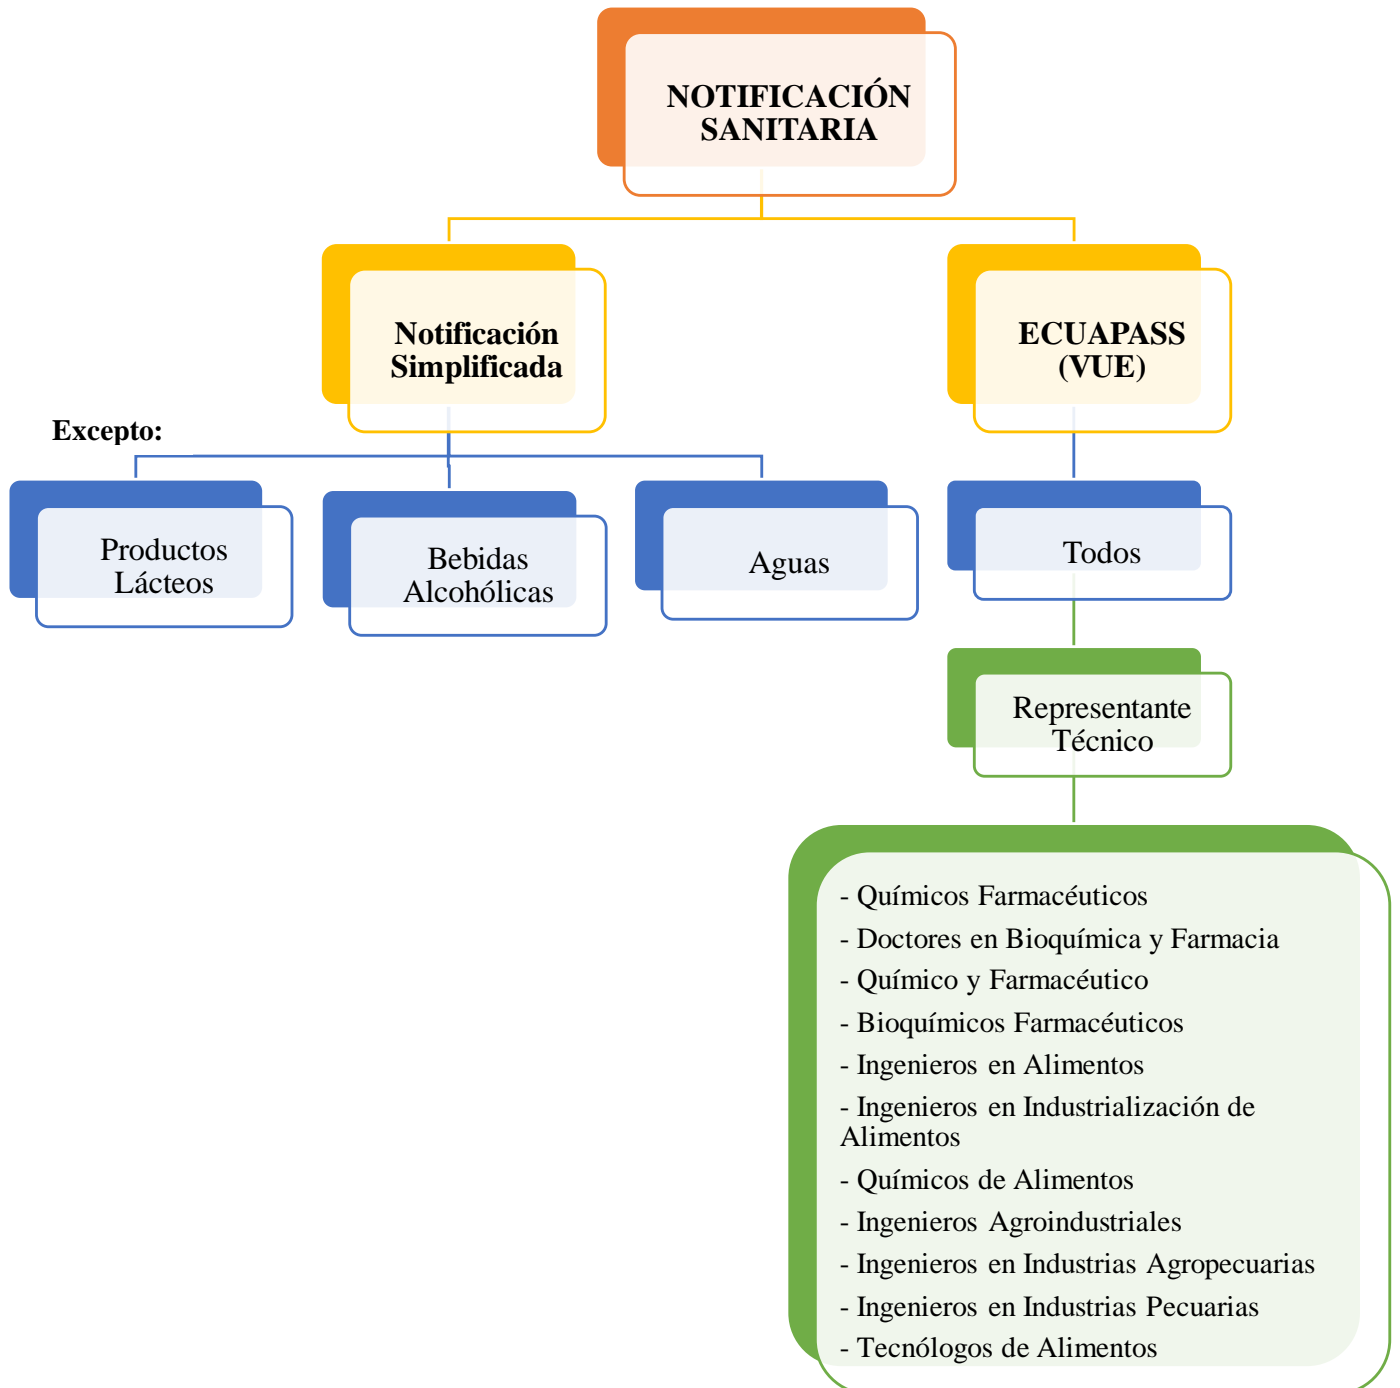 NOTIFICACIÓN
SANITARIA
Notificación
Simplificada
ECUAPASS
(VUE)
Excepto:
Productos
Lácteos
Bebidas
Alcohólicas
Aguas
Todos
Representante
Técnico
- Químicos Farmacéuticos
- Doctores en Bioquímica y Farmacia
- Químico y Farmacéutico
- Bioquímicos Farmacéuticos
- Ingenieros en Alimentos
- Ingenieros en Industrialización de
Alimentos
- Químicos de Alimentos
- Ingenieros Agroindustriales
- Ingenieros en Industrias Agropecuarias
- Ingenieros en Industrias Pecuarias
- Tecnólogos de Alimentos